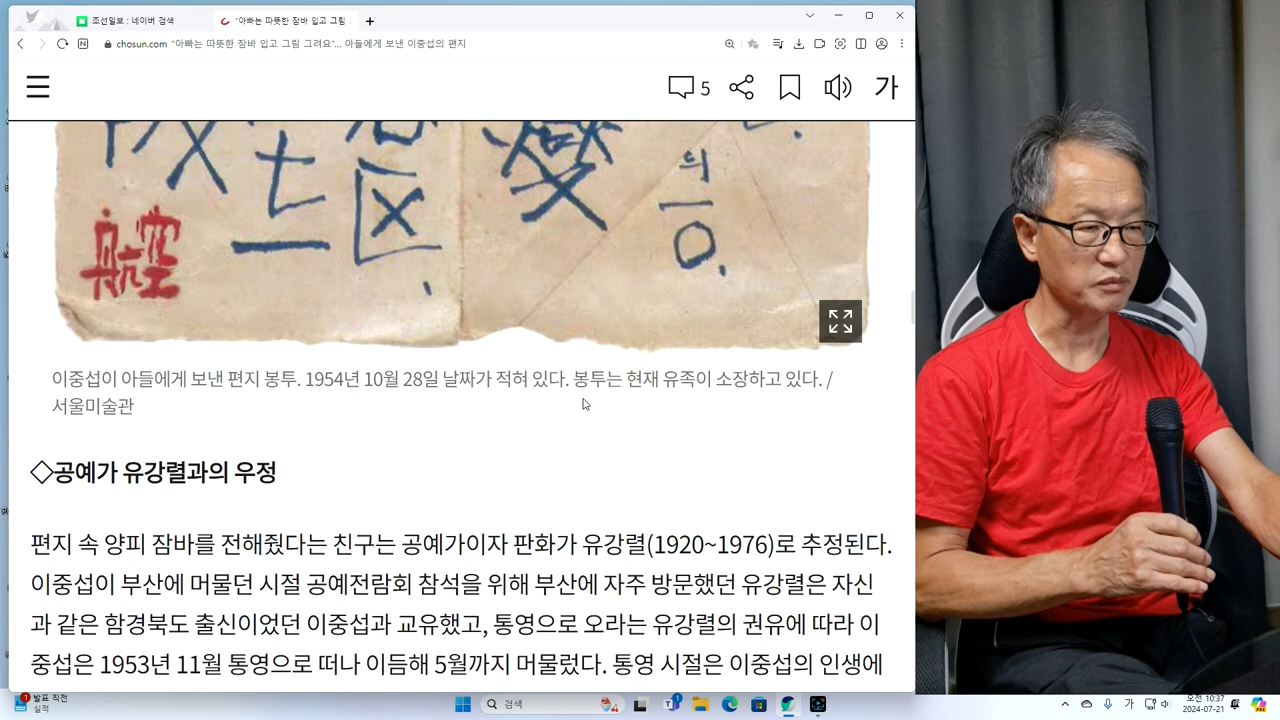 조선일보 : 네이버 검색
"아빠는 따뜻한 잠바 입고 그림
chosun.com "아빠는 따뜻한 잠바 입고 그림 그려요"... 아들에게 보낸 이중섭의 편지
5
가
의
航空
이중섭이 아들에게 보낸 편지 봉투. 1954년 10월 28일 날짜가 적혀 있다. 봉투는 현재 유족이 소장하고 있다. /
서울미술관
◇공예가 유강렬과의 우정
편지 속 양피 잠바를 전해줬다는 친구는 공예가이자 판화가 유강렬(1920~1976)로 추정된다.
이중섭이 부산에 머물던 시절 공예전람회 참석을 위해 부산에 자주 방문했던 유강렬은 자신
과 같은 함경북도 출신이었던 이중섭과 교유했고, 통영으로 오라는 유강렬의 권유에 따라 이
중섭은 1953년 11월 통영으로 떠나 이듬해 5월까지 머물렀다. 통영 시절은 이중섭의 인생에
1
발표 직전
실적
검색
1
가
오전 10:37
2024-07-21